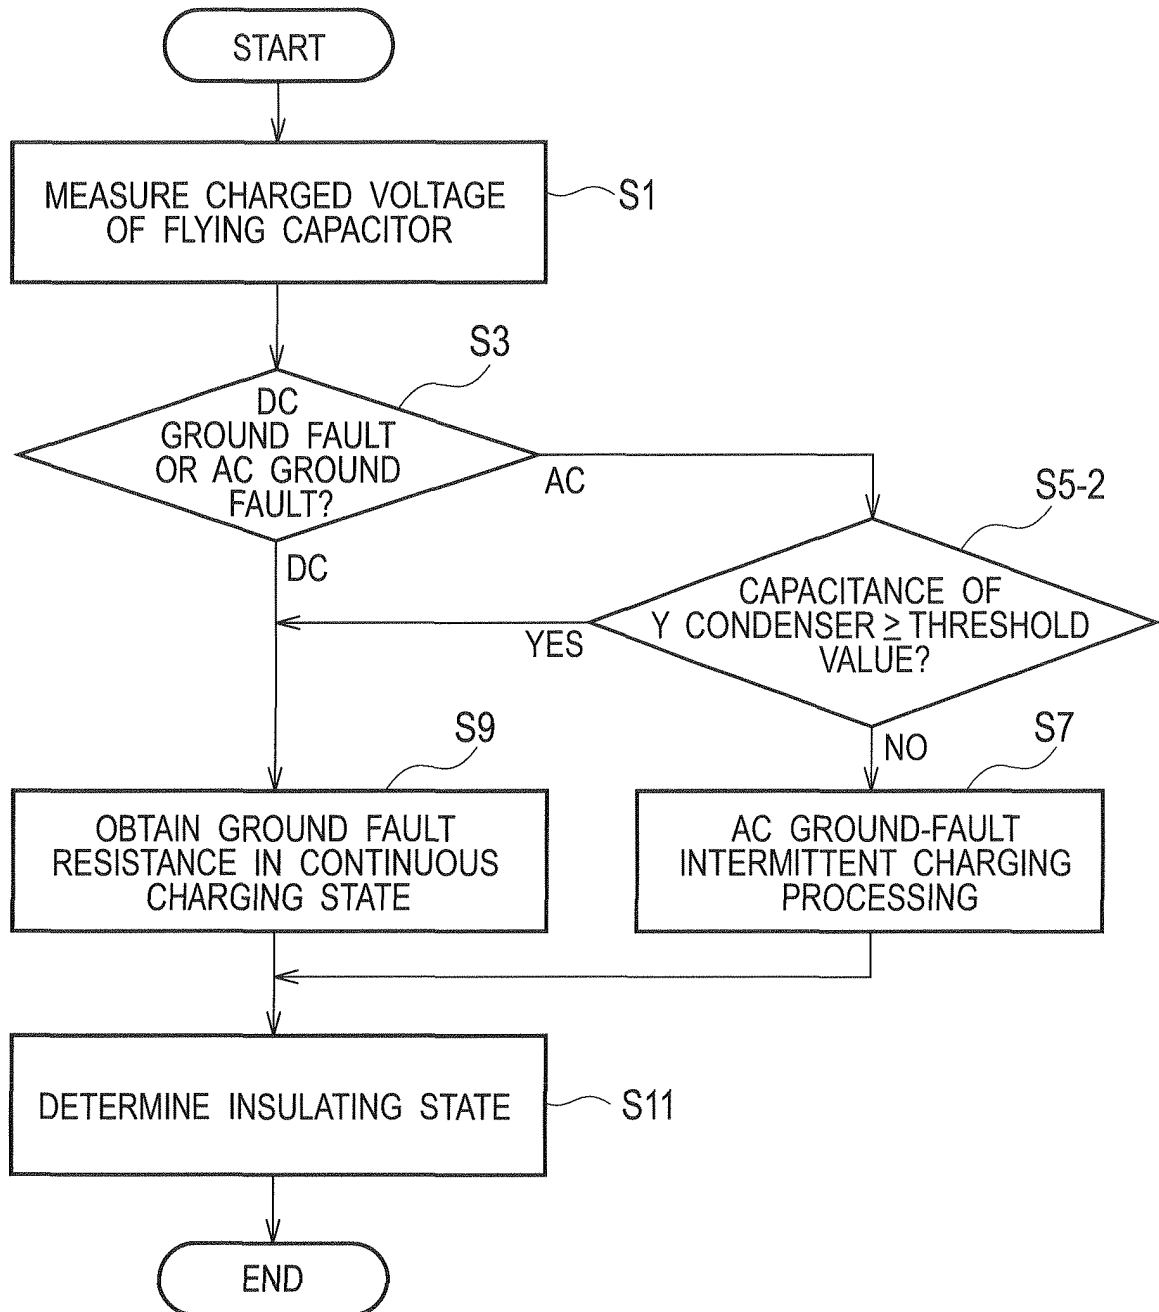 START
MEASURE CHARGED VOLTAGE
OF FLYING CAPACITOR
S1
S3
DC
GROUND FAULT
OR AC GROUND
FAULT?
AC
DC
S5-2
CAPACITANCE OF
Y CONDENSER ≥ THRESHOLD
VALUE?
YES
NO
S9
OBTAIN GROUND FAULT
RESISTANCE IN CONTINUOUS
CHARGING STATE
S7
AC GROUND-FAULT
INTERMITTENT CHARGING
PROCESSING
DETERMINE INSULATING STATE
S11
END